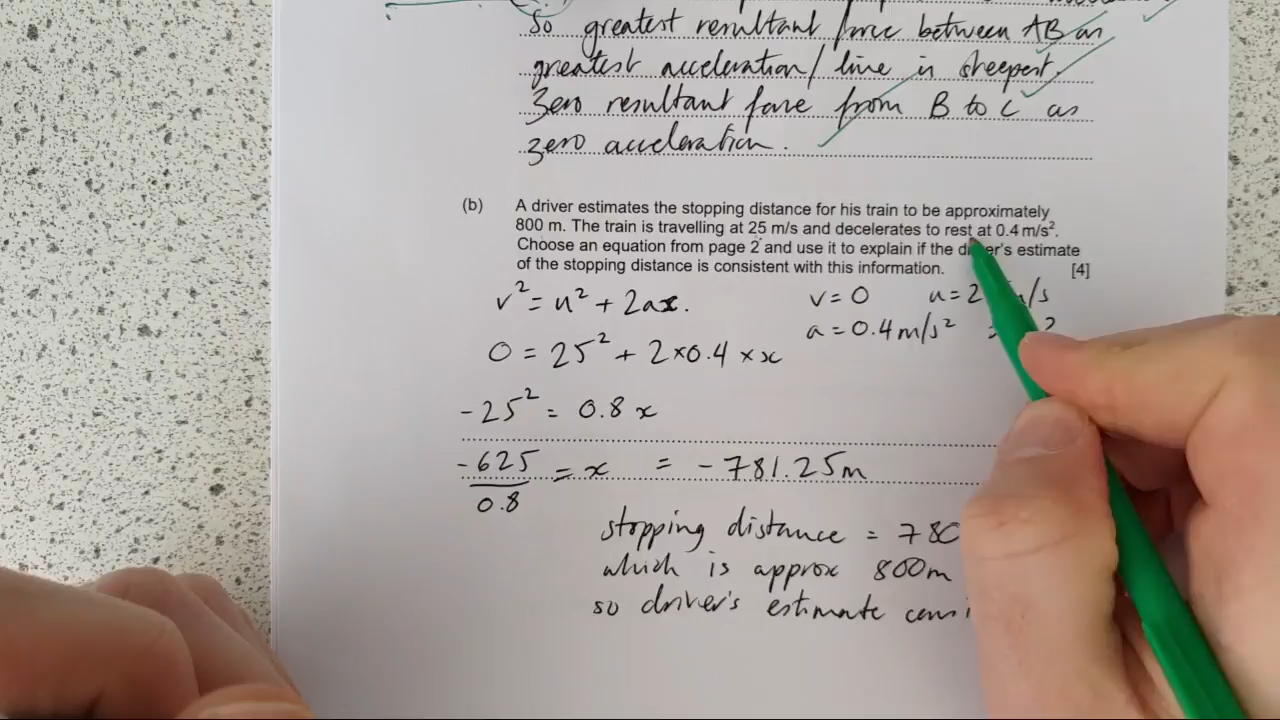 So greatest resultant force between AB as
greatest acceleration / line is steepest.
Zero resultant force from B to C as
zero acceleration.
(b) A driver estimates the stopping distance for his train to be approximately
800 m. The train is travelling at 25 m/s and decelerates to rest at 0.4 m/s².
Choose an equation from page 2 and use it to explain if the driver's estimate
of the stopping distance is consistent with this information. [4]
v² = u² + 2ax. v = 0 u = 2 m/s
0 = 25² + 2×0.4 × x a = 0.4 m/s² = ?
-25² = 0.8 x
-625/0.8 = x = -781.25m
stopping distance = 780
which is approx 800m
so driver's estimate